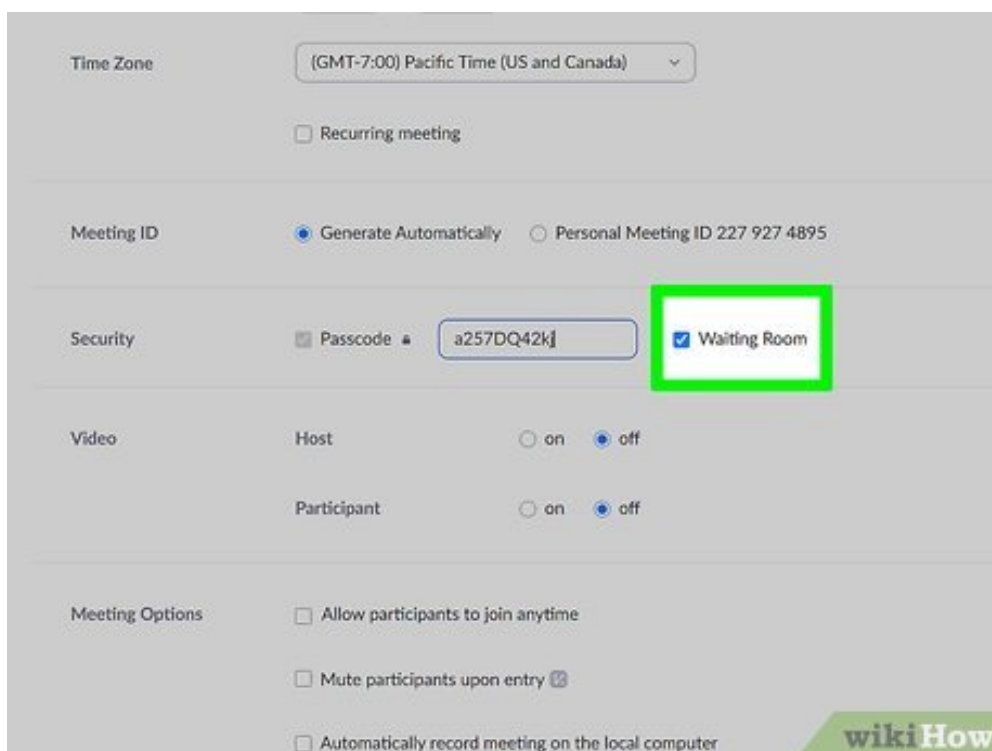 Time Zone (GMT-7:00) Pacific Time (US and Canada)
Recurring meeting
Meeting ID Generate Automatically Personal Meeting ID 227 927 4895
Security Passcode a257DQ42kj Waiting Room
Video Host on off
Participant on off
Meeting Options Allow participants to join anytime
Mute participants upon entry
Automatically record meeting on the local computer
wikiHow